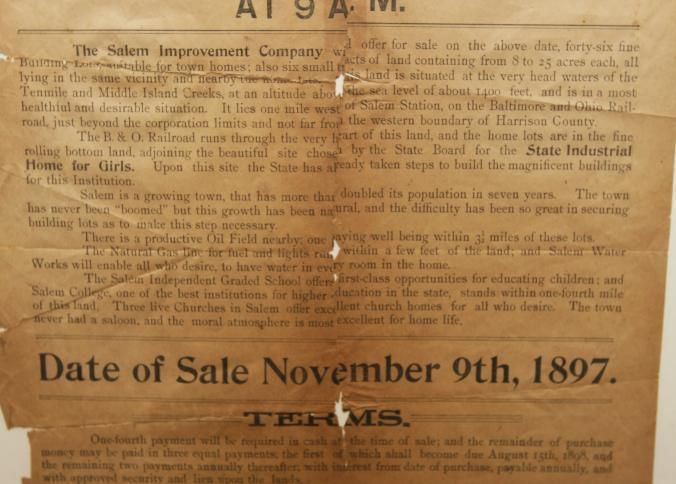 AT 9 A. M.
The Salem Improvement Company will offer for sale on the above date, forty-six fine
Building Lots, suitable for town homes; also six small tracts of land containing from 8 to 25 acres each, all
lying in the same vicinity and nearby the home lots. This land is situated at the very head waters of the
Tenmile and Middle Island Creeks, at an altitude above the sea level of about 1400 feet, and is in a most
healthful and desirable situation. It lies one mile west of Salem Station, on the Baltimore and Ohio Rail-
road, just beyond the corporation limits and not far from the western boundary of Harrison County.
The B. & O. Railroad runs through the very heart of this land, and the home lots are in the fine
rolling bottom land, adjoining the beautiful site chosen by the State Board for the State Industrial
Home for Girls. Upon this site the State has already taken steps to build the magnificent buildings
for this Institution.
Salem is a growing town, that has more than doubled its population in seven years. The town
has never been "boomed" but this growth has been natural, and the difficulty has been so great in securing
building lots as to make this step necessary.
There is a productive Oil Field nearby; one paying well being within 3½ miles of these lots.
The Natural Gas line for fuel and lights runs within a few feet of the land; and Salem Water
Works will enable all who desire, to have water in every room in the home.
The Salem Independent Graded School offers first-class opportunities for educating children; and
Salem College, one of the best institutions for higher education in the state, stands within one-fourth mile
of this land. Three live Churches in Salem offer excellent church homes for all who desire. The town
never had a saloon, and the moral atmosphere is most excellent for home life.
Date of Sale November 9th, 1897.
TERMS.
One-fourth payment will be required in cash at the time of sale; and the remainder of purchase
money may be paid in three equal payments; the first of which shall become due August 15th, 1898, and
the remaining two payments annually thereafter, with interest from date of purchase, payable annually, and
with approved security and lien upon the lands.